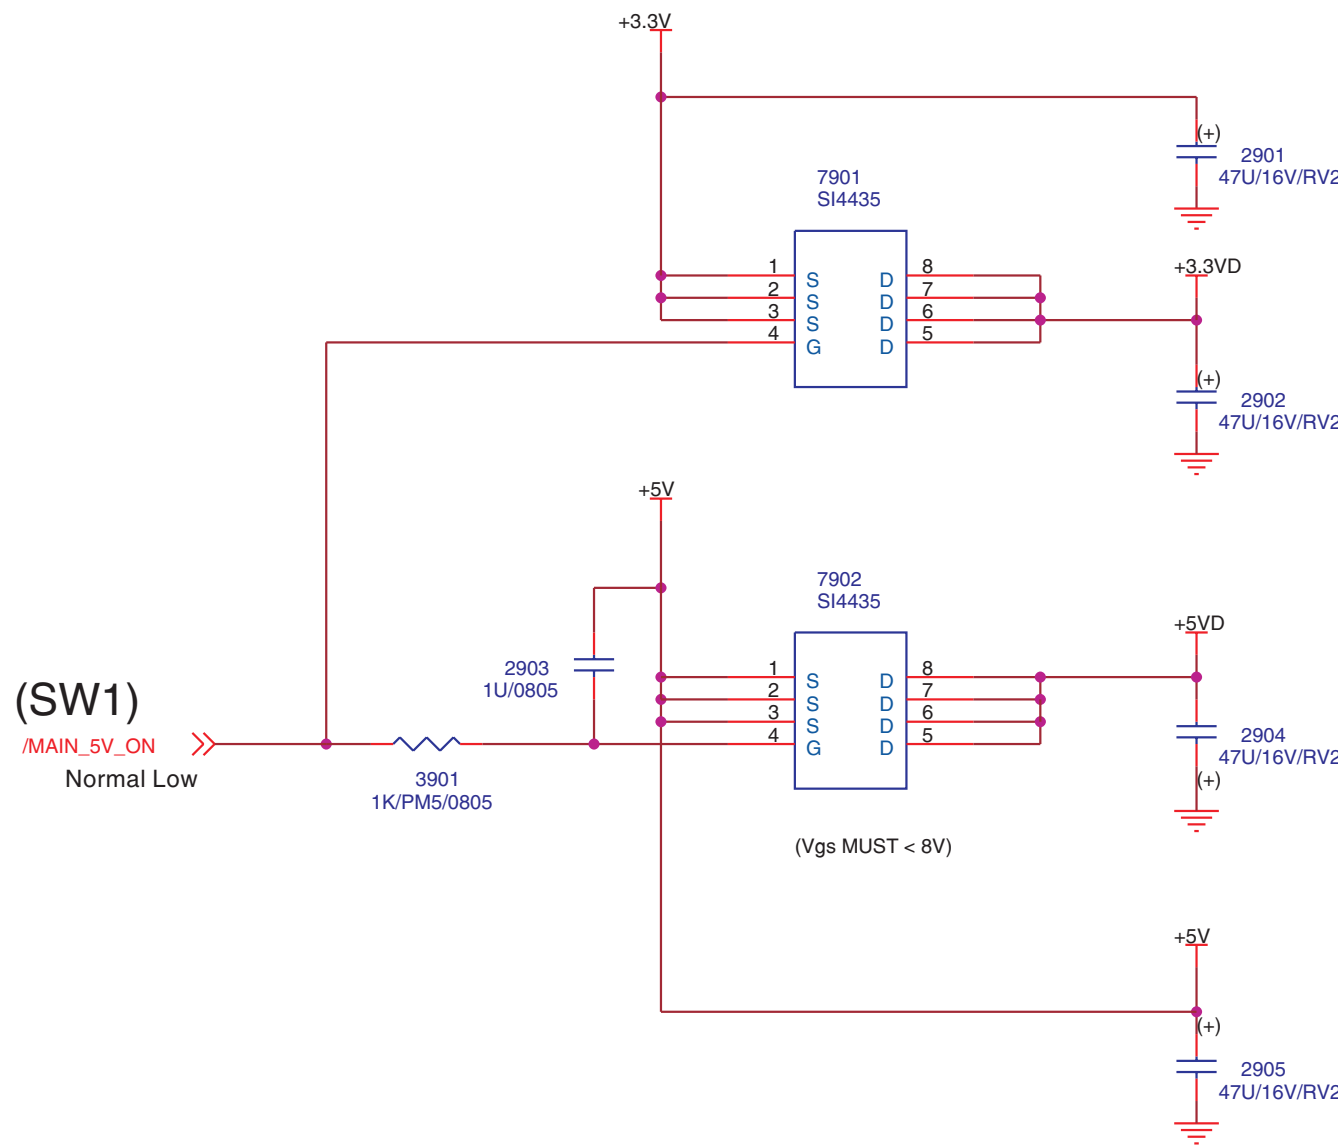 +3.3V
(+)
2901
47U/16V/RV2
7901
SI4435
1 S D 8
2 S D 7
3 S D 6
4 G D 5
+3.3VD
(+)
2902
47U/16V/RV2
+5V
7902
SI4435
+5VD
2903
1U/0805
1 S D 8
2 S D 7
3 S D 6
4 G D 5
(SW1)
/MAIN_5V_ON
Normal Low
3901
1K/PM5/0805
2904
47U/16V/RV2
(+)
(Vgs MUST < 8V)
+5V
(+)
2905
47U/16V/RV2